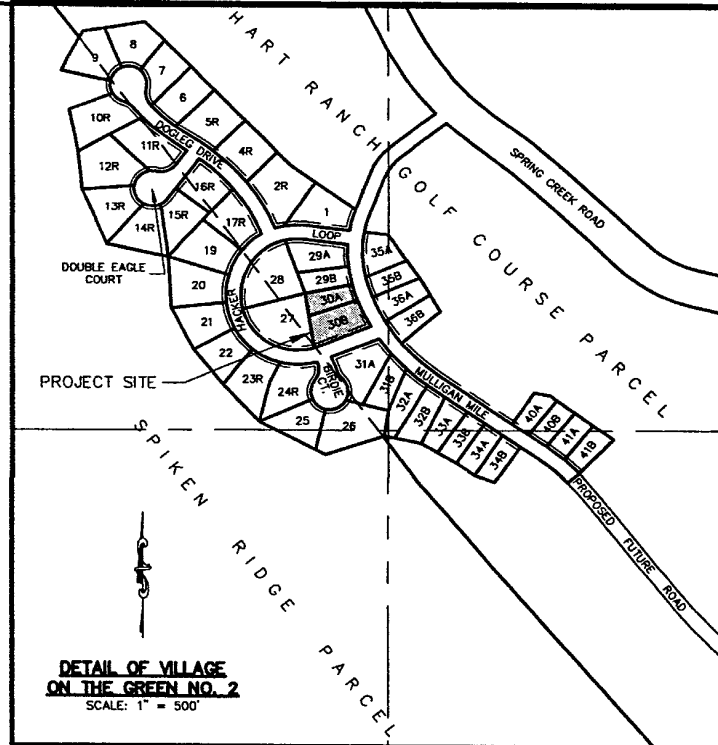 HART RANCH
GOLF COURSE PARCEL
SPRING CREEK ROAD
9
8
7
6
5R
4R
2R
1
10R
11R
12R
13R
14R
15R
16R
17R
DOGLEG DRIVE
DOUBLE EAGLE
COURT
19
20
21
22
23R
24R
25
26
27
28
HACKER
LOOP
29A
29B
30A
30B
BIRDIE
CT.
31A
31B
32A
32B
33A
33B
34A
34B
35A
35B
36A
36B
MULLIGAN MILE
40A
40B
41A
41B
PROPOSED FUTURE ROAD
PROJECT SITE
SPIKEN RIDGE PARCEL
DETAIL OF VILLAGE
ON THE GREEN NO. 2
SCALE: 1" = 500'